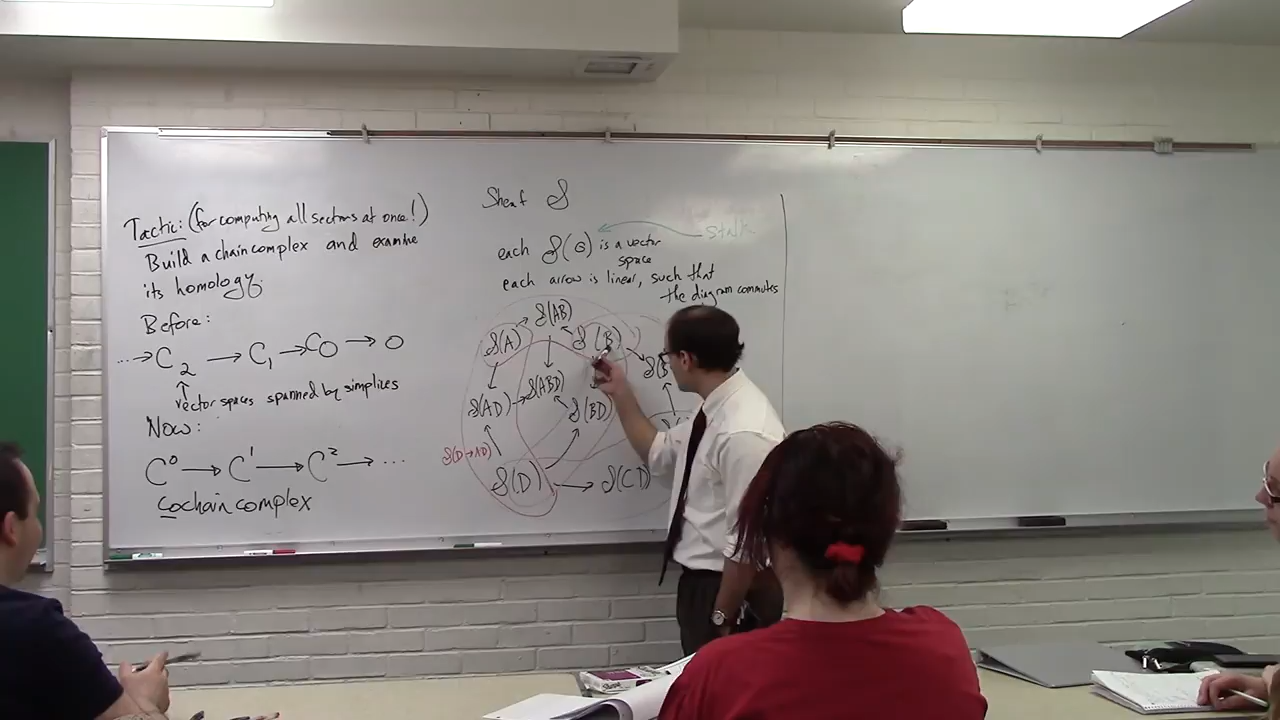 Tactic: (for computing all sections at once!)
Build a chain complex and examine
its homology.
Before:
...→ C₂ → C₁ → C₀ → 0
vector spaces spanned by simplices
Now:
C⁰ → C¹ → C² → ...
cochain complex
Sheaf 𝒮
each 𝒮(σ) is a vector space
stalk
each arrow is linear, such that
the diagram commutes
𝒮(AB)
𝒮(A) 𝒮(B)
𝒮(ABD)
𝒮(AD) 𝒮(BD)
𝒮(D→AD)
𝒮(D) → 𝒮(CD)